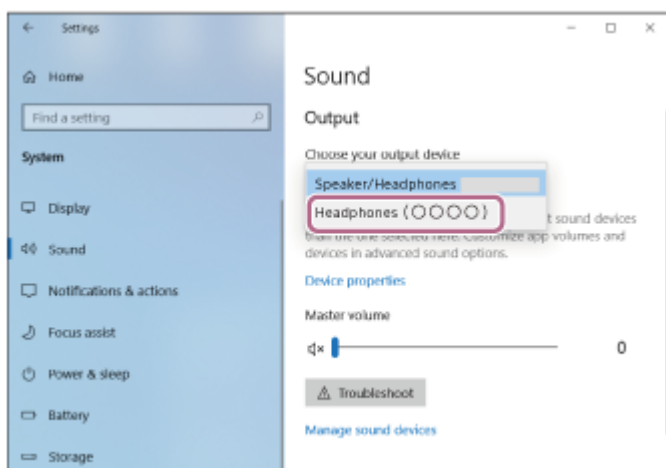 Settings
Home
Find a setting
System
Display
Sound
Notifications & actions
Focus assist
Power & sleep
Battery
Storage
Sound
Output
Choose your output device
Speaker/Headphones
Headphones (○○○○)
t sound devices
than the one selected here. Customize app volumes and
devices in advanced sound options.
Device properties
Master volume
0
Troubleshoot
Manage sound devices